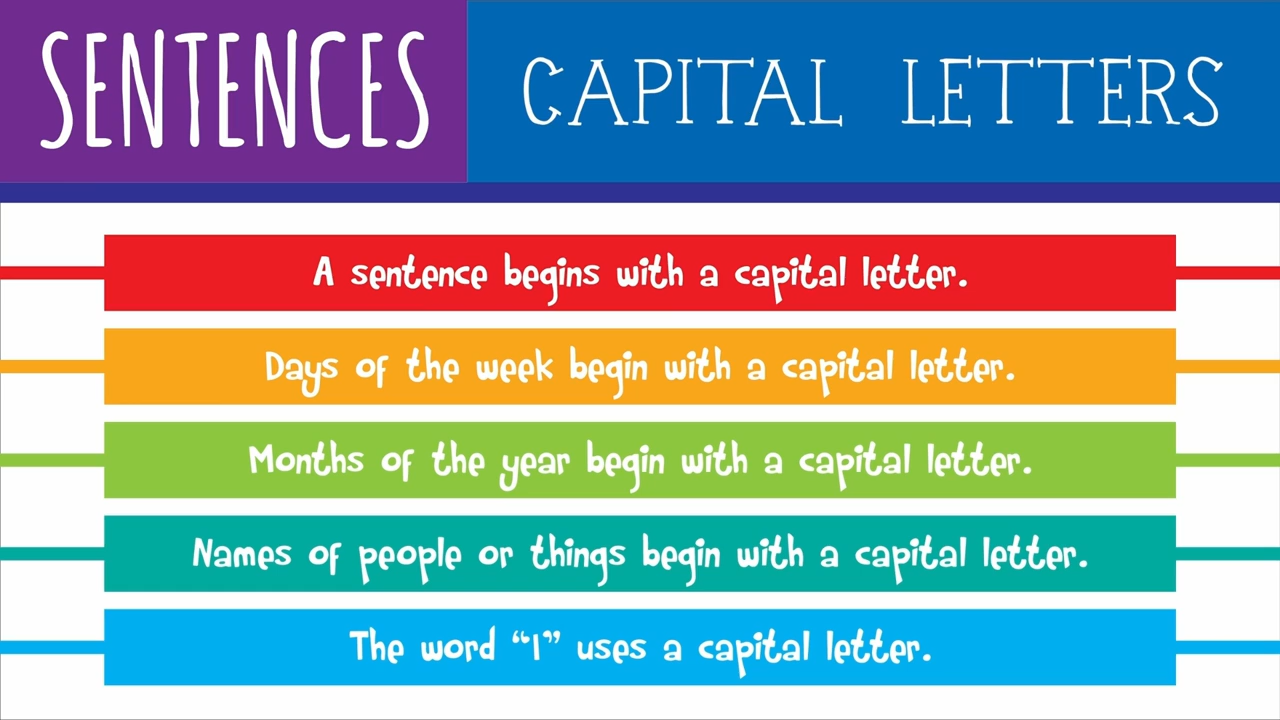 SENTENCES
CAPITAL LETTERS
A sentence begins with a capital letter.
Days of the week begin with a capital letter.
Months of the year begin with a capital letter.
Names of people or things begin with a capital letter.
The word “I” uses a capital letter.